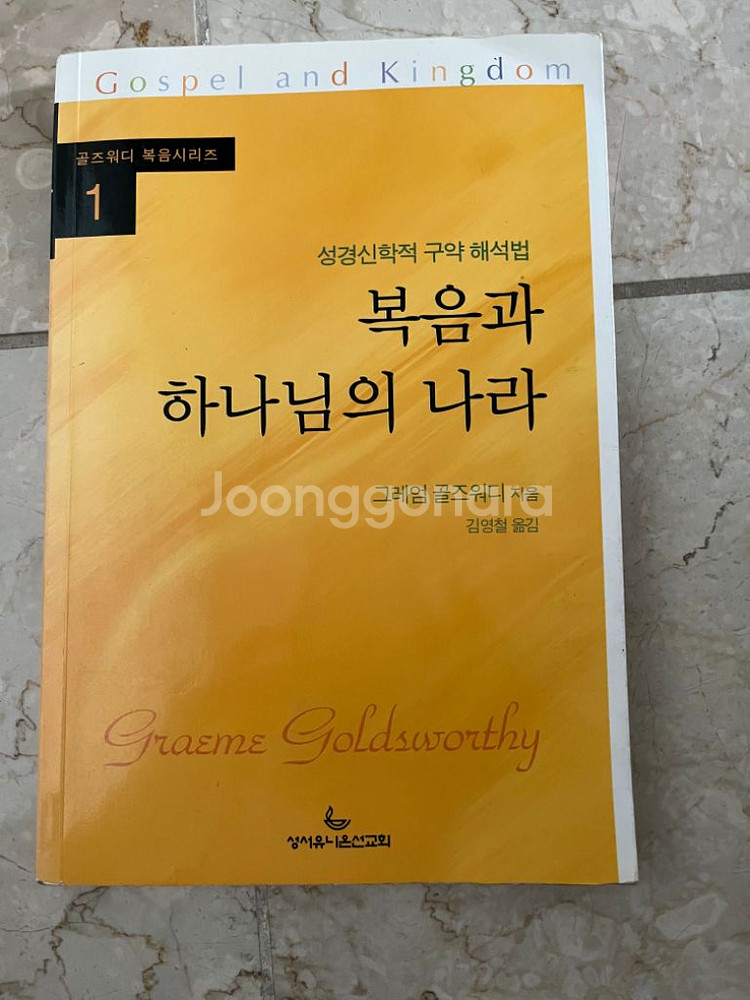 Gospel and Kingdom
골즈워디 복음시리즈
1
성경신학적 구약 해석법
복음과
하나님의 나라
그레엄 골즈워디 지음
Joonggonara
김영철 옮김
Graeme Goldsworthy
성서유니온선교회